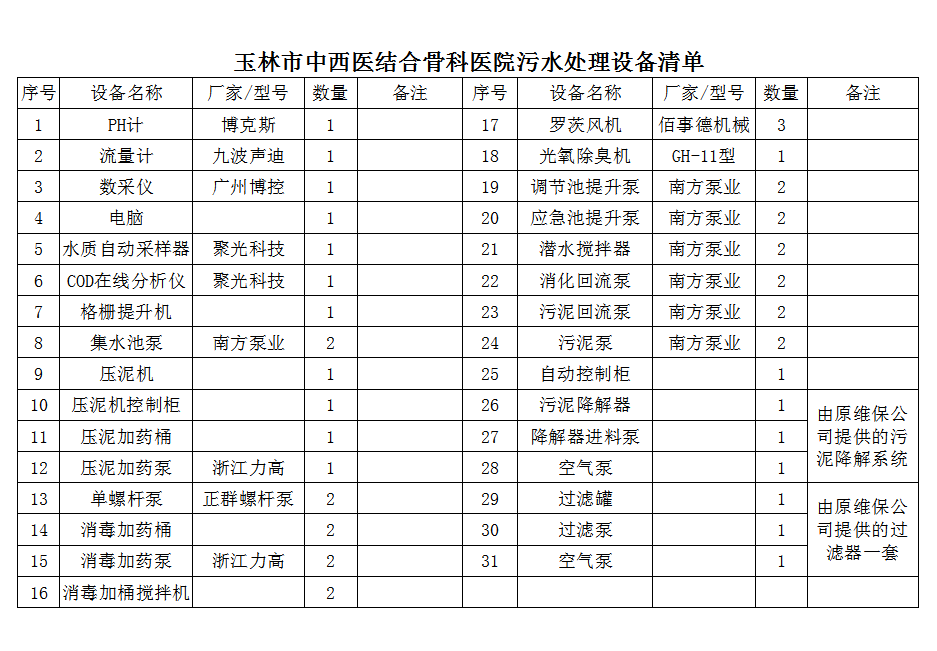 玉林市中西医结合骨科医院污水处理设备清单
序号 设备名称 厂家/型号 数量 备注 序号 设备名称 厂家/型号 数量 备注
1 PH计 博克斯 1 17 罗茨风机 佰事德机械 3
2 流量计 九波声迪 1 18 光氧除臭机 GH-11型 1
3 数采仪 广州博控 1 19 调节池提升泵 南方泵业 2
4 电脑 1 20 应急池提升泵 南方泵业 2
5 水质自动采样器 聚光科技 1 21 潜水搅拌器 南方泵业 2
6 COD在线分析仪 聚光科技 1 22 消化回流泵 南方泵业 2
7 格栅提升机 1 23 污泥回流泵 南方泵业 2
8 集水池泵 南方泵业 2 24 污泥泵 南方泵业 2
9 压泥机 1 25 自动控制柜 1
10 压泥机控制柜 1 26 污泥降解器 1 由原维保公
11 压泥加药桶 1 27 降解器进料泵 1 司提供的污
12 压泥加药泵 浙江力高 1 28 空气泵 1 泥降解系统
13 单螺杆泵 正群螺杆泵 2 29 过滤罐 1 由原维保公
14 消毒加药桶 2 30 过滤泵 1 司提供的过
15 消毒加药泵 浙江力高 2 31 空气泵 1 滤器一套
16 消毒加桶搅拌机 2